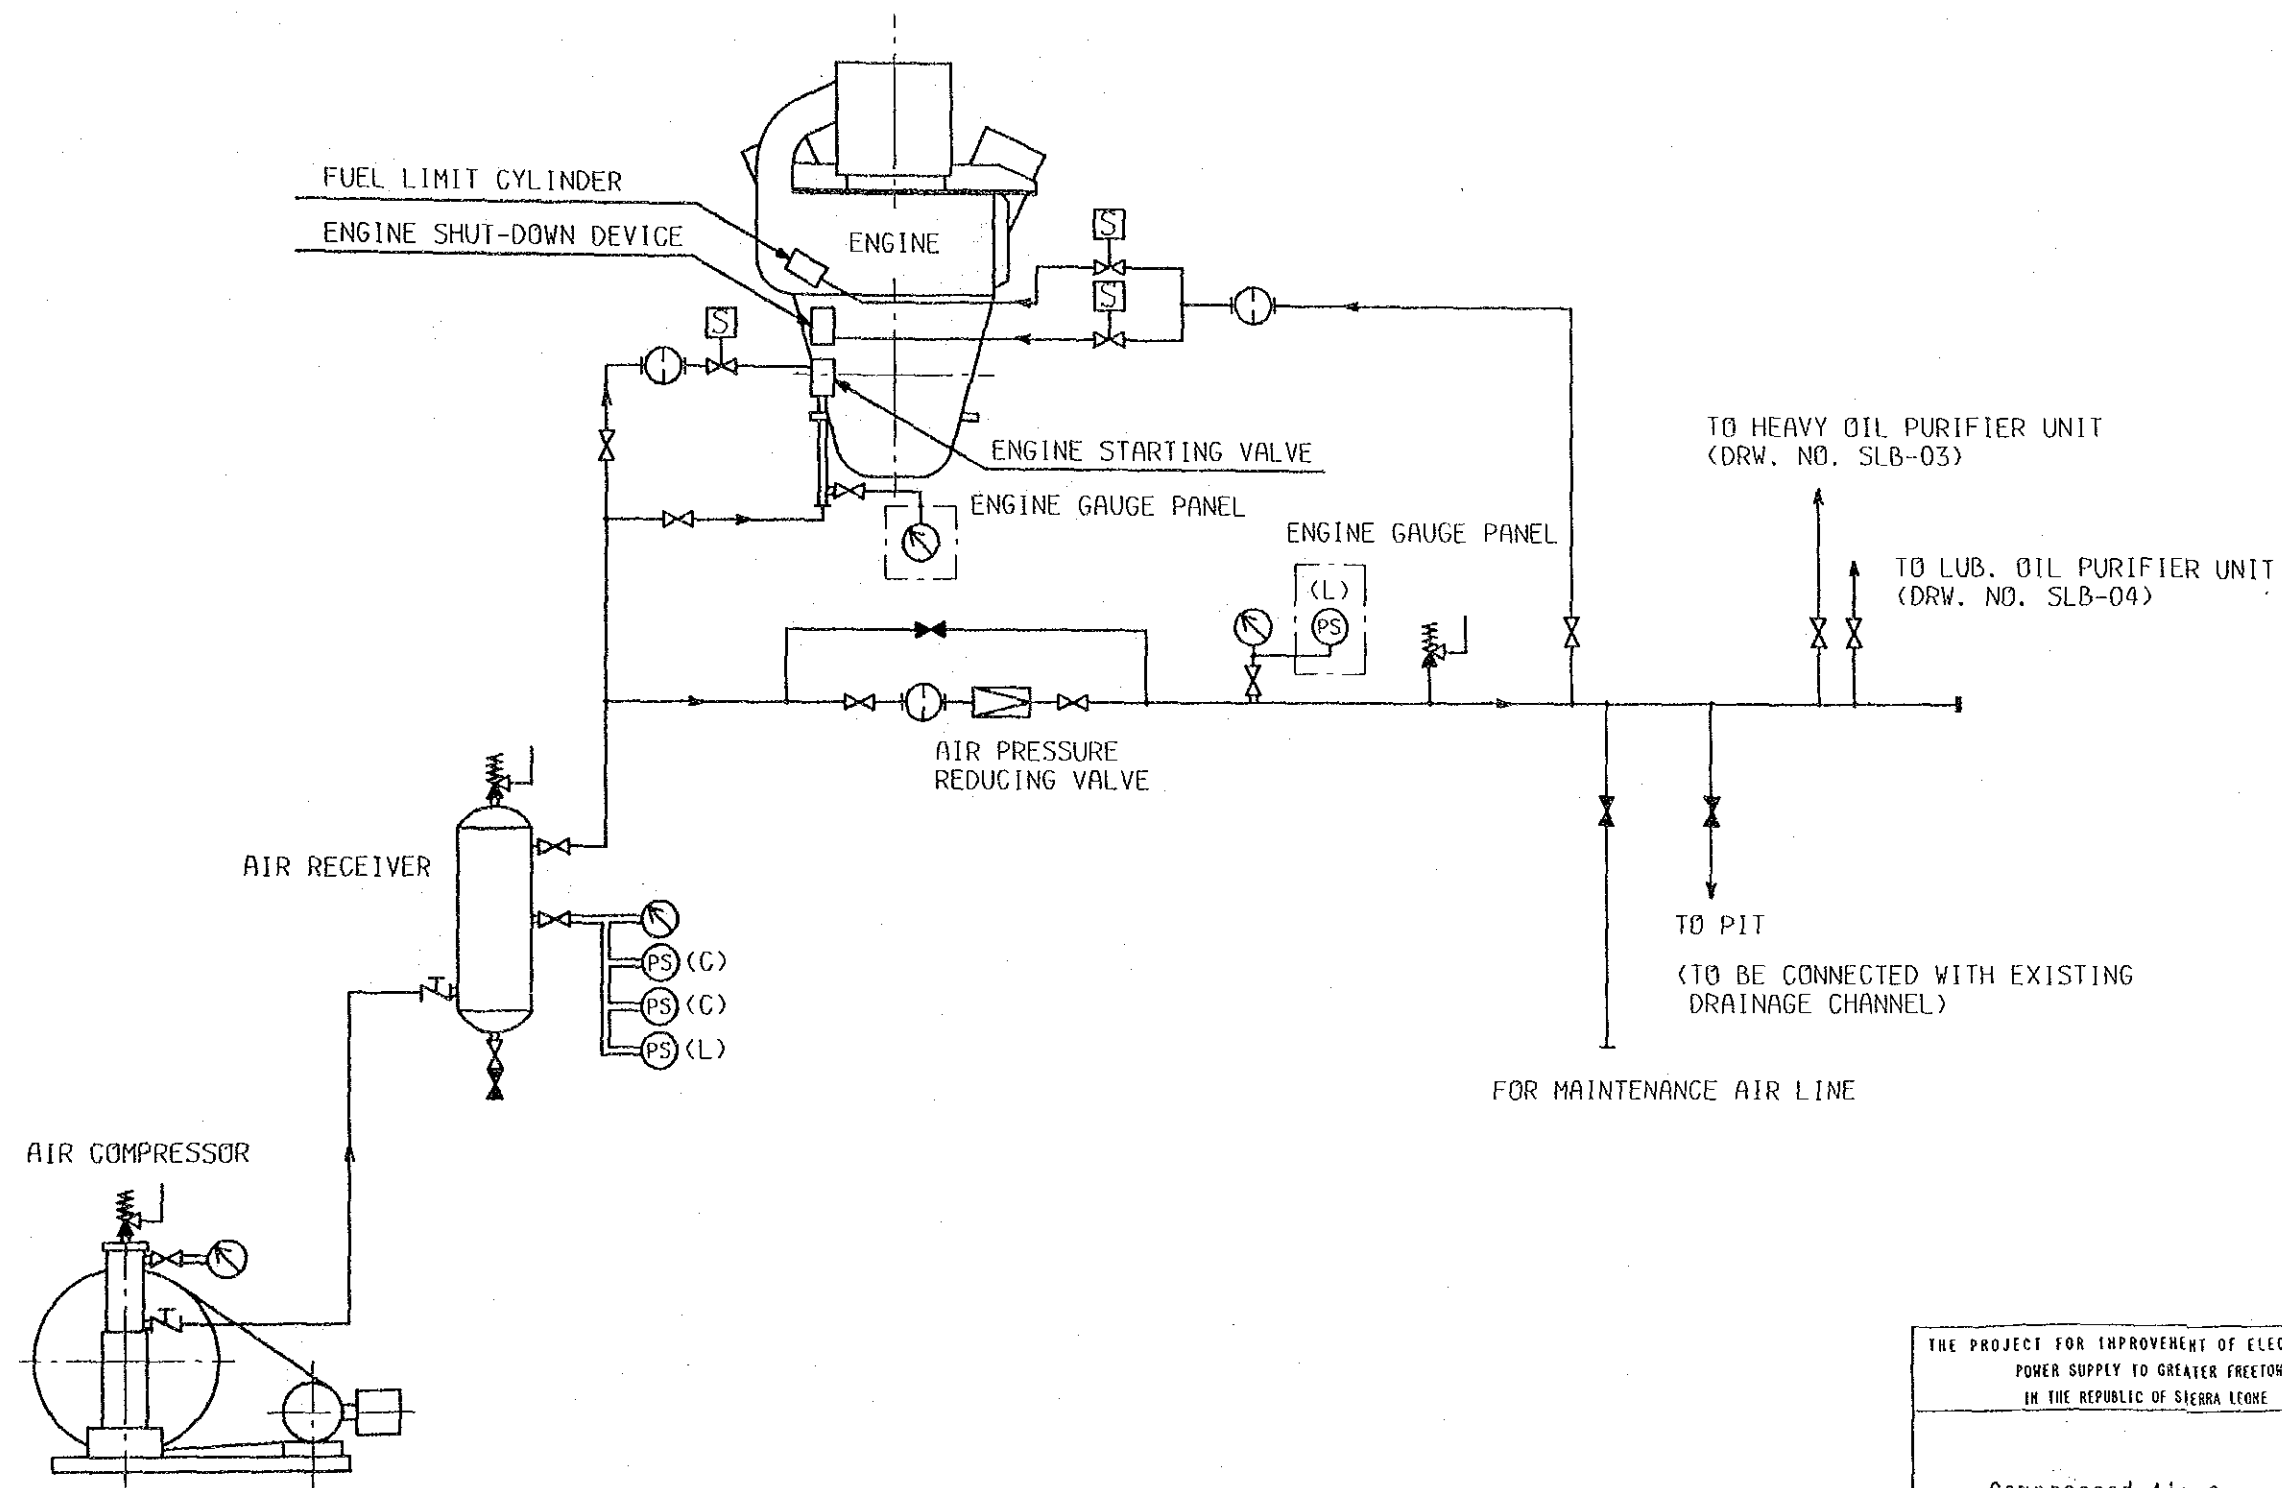 FUEL LIMIT CYLINDER
ENGINE SHUT-DOWN DEVICE
ENGINE
S
S
S
ENGINE STARTING VALVE
ENGINE GAUGE PANEL
TO HEAVY OIL PURIFIER UNIT
(DRW. NO. SLB-03)
ENGINE GAUGE PANEL
(L)
PS
TO LUB. OIL PURIFIER UNIT
(DRW. NO. SLB-04)
AIR PRESSURE
REDUCING VALVE
AIR RECEIVER
PS (C)
PS (C)
PS (L)
TO PIT
(TO BE CONNECTED WITH EXISTING
DRAINAGE CHANNEL)
FOR MAINTENANCE AIR LINE
AIR COMPRESSOR
THE PROJECT FOR IMPROVEMENT OF ELEC
POWER SUPPLY TO GREATER FREETOW
IN THE REPUBLIC OF SIERRA LEONE
Compressed Air